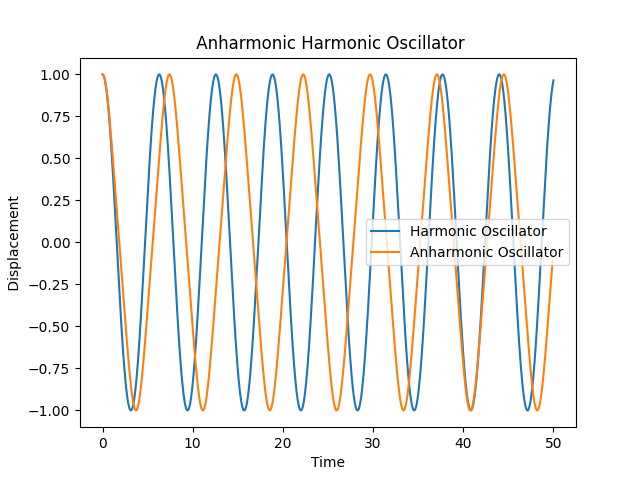 Anharmonic Harmonic Oscillator
Displacement
1.00
0.75
0.50
0.25
0.00
−0.25
−0.50
−0.75
−1.00
Harmonic Oscillator
Anharmonic Oscillator
0 10 20 30 40 50
Time